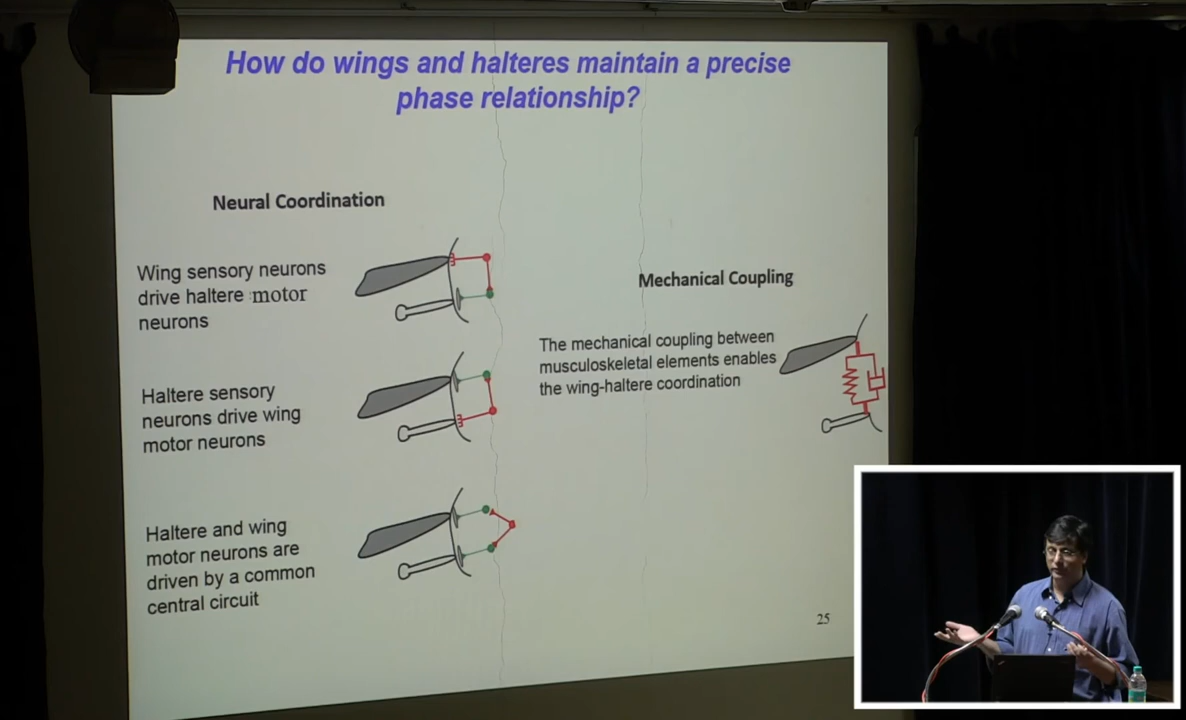 How do wings and halteres maintain a precise
phase relationship?
Neural Coordination
Wing sensory neurons
drive haltere motor
neurons
Haltere sensory
neurons drive wing
motor neurons
Haltere and wing
motor neurons are
driven by a common
central circuit
Mechanical Coupling
The mechanical coupling between
musculoskeletal elements enables
the wing-haltere coordination
25